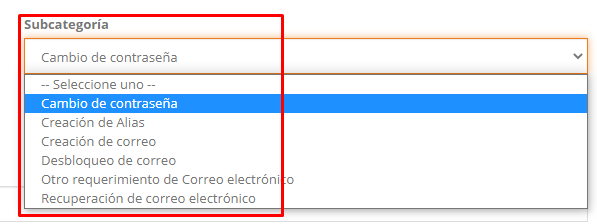 Subcategoría
Cambio de contraseña
-- Seleccione uno --
Cambio de contraseña
Creación de Alias
Creación de correo
Desbloqueo de correo
Otro requerimiento de Correo electrónico
Recuperación de correo electrónico